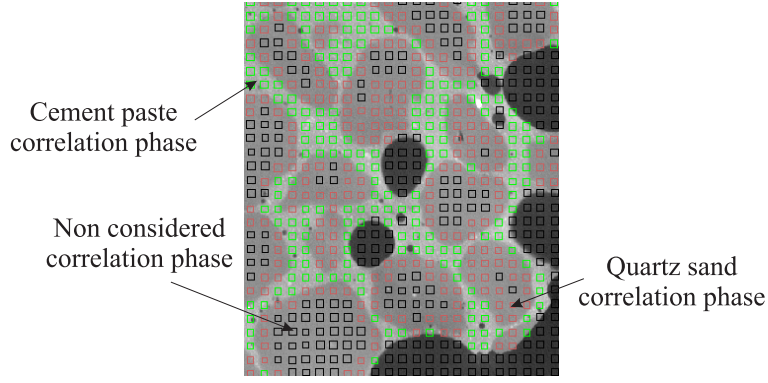 Cement paste
correlation phase
Non considered
correlation phase
Quartz sand
correlation phase